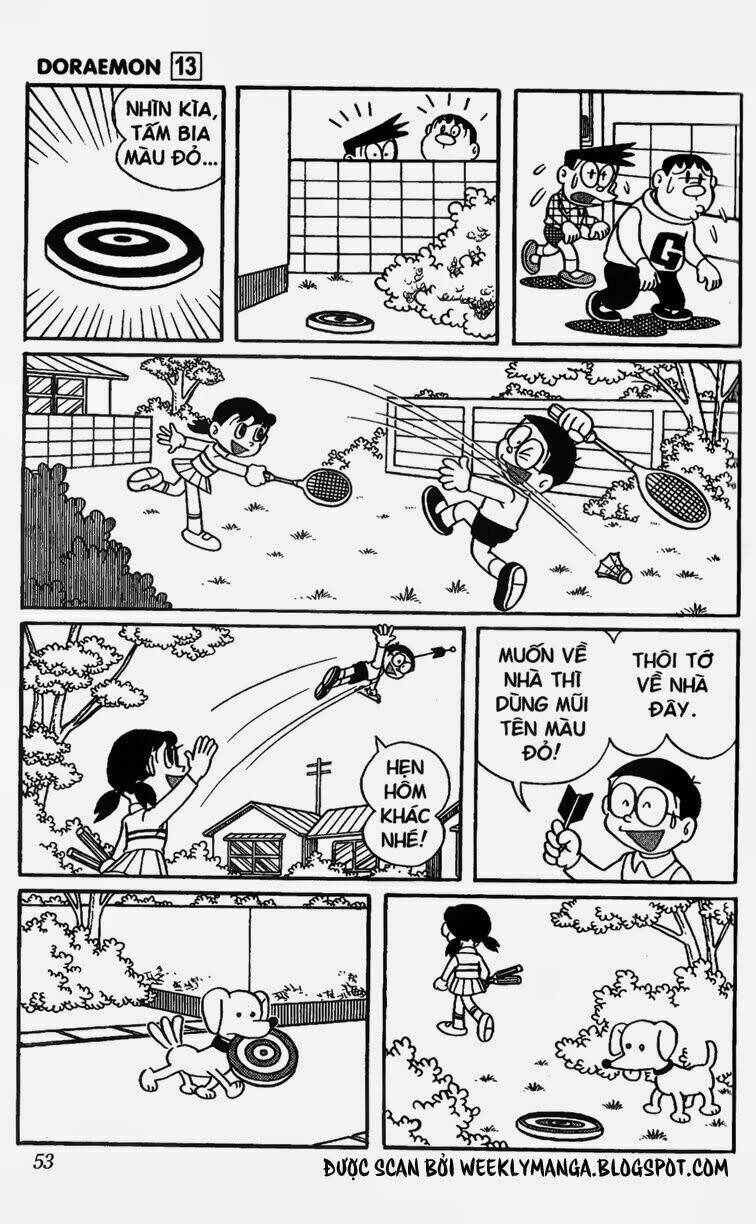 DORAEMON 13
NHÌN KÌA,
TẤM BIA
MÀU ĐỎ...
G
HẸN
HÔM
KHÁC
NHÉ!
MUỐN VỀ
NHÀ THÌ
DÙNG MŨI
TÊN MÀU
ĐỎ!
THÔI TỚ
VỀ NHÀ
ĐÂY.
53
ĐƯỢC SCAN BỞI WEEKLYMANGA.BLOGSPOT.COM